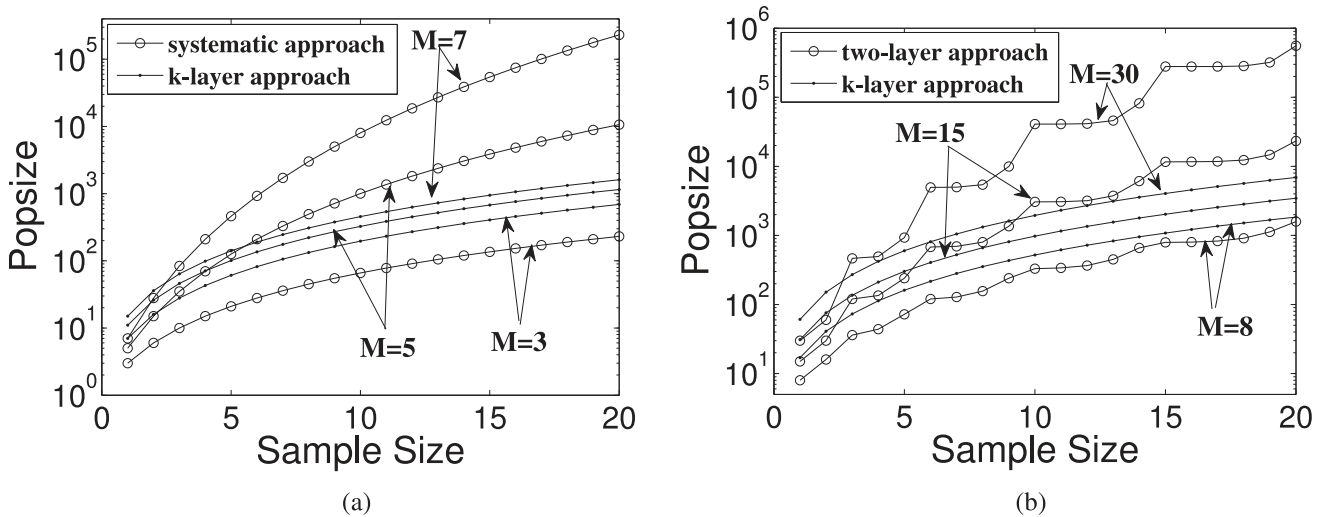 systematic approach
k-layer approach
M=7
M=5
M=3
Popsize
10^5
10^4
10^3
10^2
10^1
10^0
0 5 10 15 20
Sample Size
(a)
two-layer approach
k-layer approach
M=30
M=15
M=8
Popsize
10^6
10^5
10^4
10^3
10^2
10^1
0 5 10 15 20
Sample Size
(b)